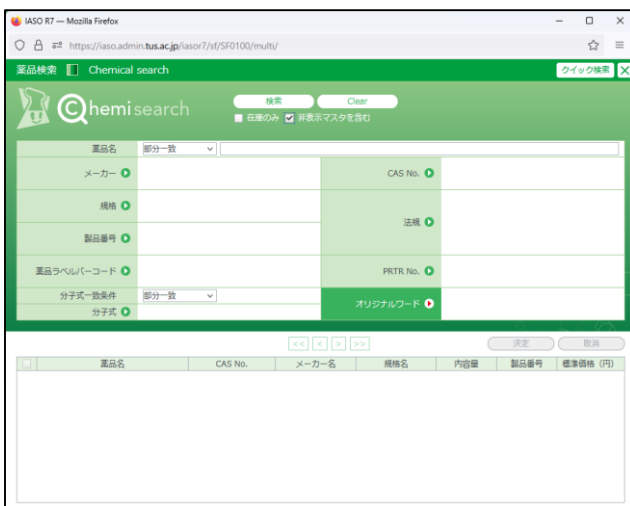 IASO R7 — Mozilla Firefox
https://iaso.admin.tus.ac.jp/iasor7/sf/SF0100/multi/
薬品検索 Chemical search クイック検索
Chemisearch
検索 Clear
在庫のみ 非表示マスタを含む
薬品名 部分一致
メーカー CAS No.
規格
法規
製品番号
薬品ラベルバーコード PRTR No.
分子式一致条件 部分一致
オリジナルワード
分子式
<< < > >> 決定 取消
薬品名 CAS No. メーカー名 規格名 内容量 製品番号 標準価格（円）